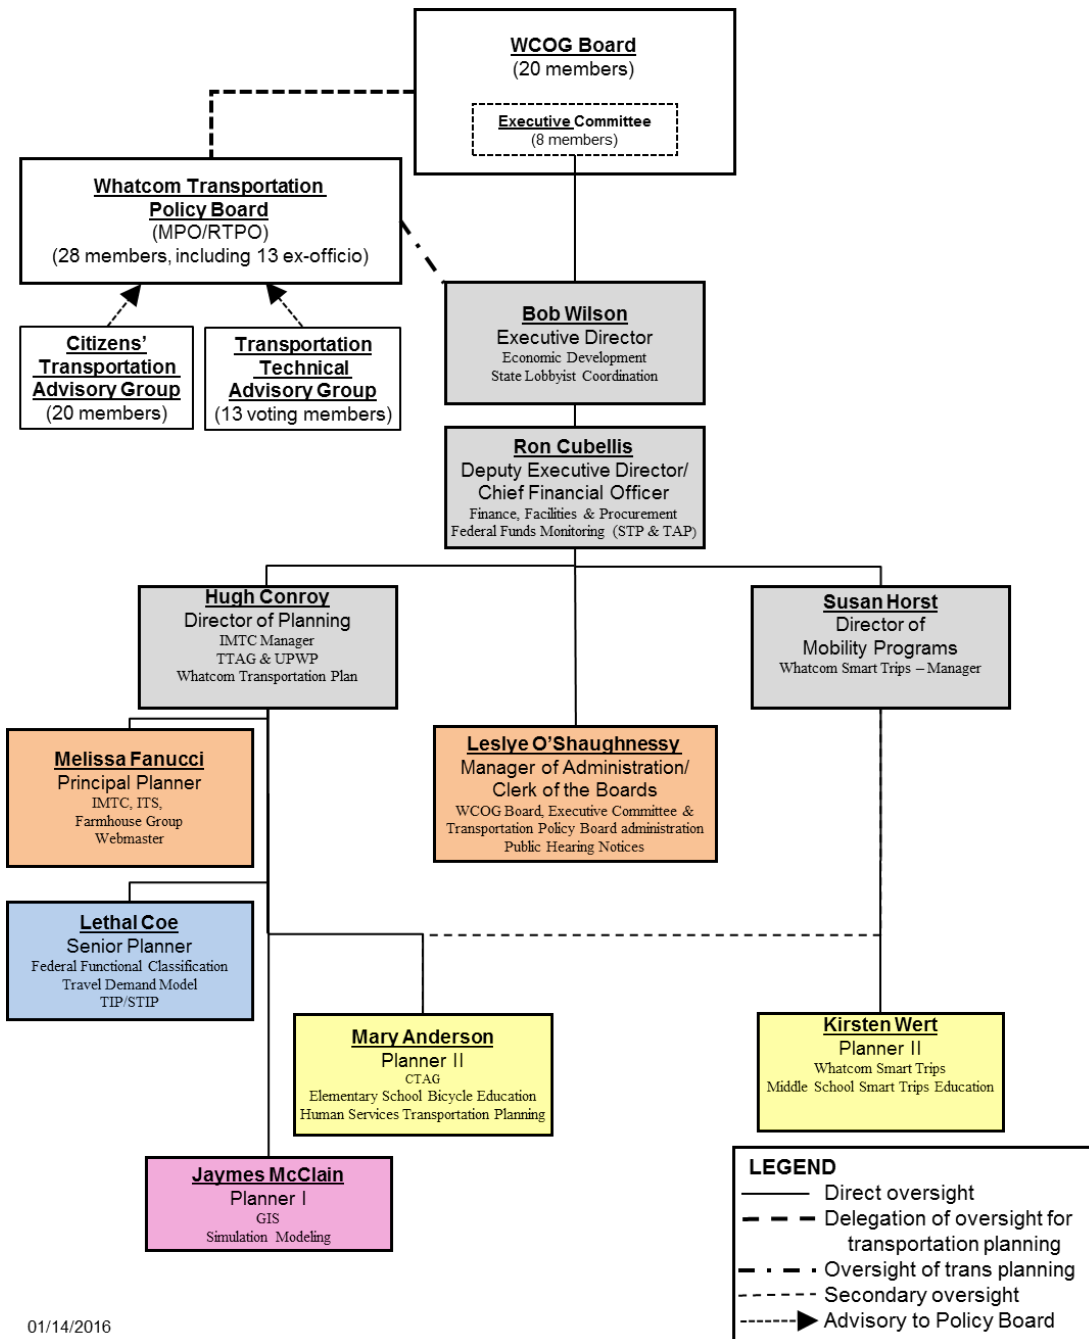 WCOG Board
(20 members)
Executive Committee
(8 members)
Whatcom Transportation
Policy Board
(MPO/RTPO)
(28 members, including 13 ex-officio)
Citizens'
Transportation
Advisory Group
(20 members)
Transportation
Technical
Advisory Group
(13 voting members)
Bob Wilson
Executive Director
Economic Development
State Lobbyist Coordination
Ron Cubellis
Deputy Executive Director/
Chief Financial Officer
Finance, Facilities & Procurement
Federal Funds Monitoring (STP & TAP)
Hugh Conroy
Director of Planning
IMTC Manager
TTAG & UPWP
Whatcom Transportation Plan
Susan Horst
Director of
Mobility Programs
Whatcom Smart Trips – Manager
Melissa Fanucci
Principal Planner
IMTC, ITS,
Farmhouse Group
Webmaster
Leslye O'Shaughnessy
Manager of Administration/
Clerk of the Boards
WCOG Board, Executive Committee &
Transportation Policy Board administration
Public Hearing Notices
Lethal Coe
Senior Planner
Federal Functional Classification
Travel Demand Model
TIP/STIP
Mary Anderson
Planner II
CTAG
Elementary School Bicycle Education
Human Services Transportation Planning
Kirsten Wert
Planner II
Whatcom Smart Trips
Middle School Smart Trips Education
Jaymes McClain
Planner I
GIS
Simulation Modeling
LEGEND
Direct oversight
Delegation of oversight for
transportation planning
Oversight of trans planning
Secondary oversight
Advisory to Policy Board
01/14/2016